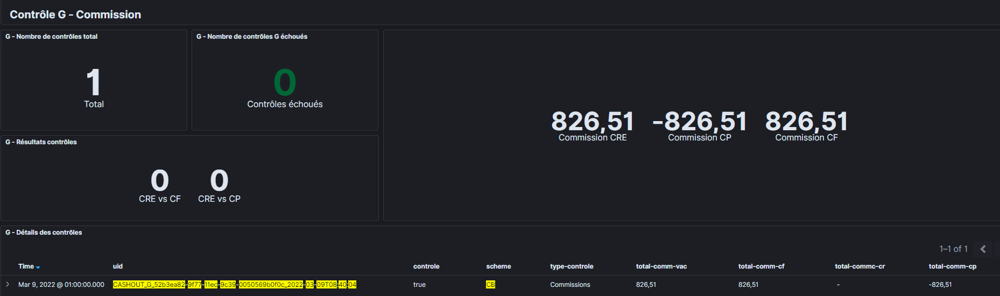 Contrôle G - Commission
G - Nombre de contrôles total
1
Total
G - Nombre de contrôles G échoués
0
Contrôles échoués
826,51 -826,51 826,51
Commission CRE Commission CP Commission CF
G - Résultats contrôles
0 0
CRE vs CF CRE vs CP
G - Détails des contrôles
1–1 of 1
Time uid controle scheme type-controle total-comm-vac total-comm-cf total-commc-cr total-comm-cp
Mar 9, 2022 @ 01:00:00.000 CASHOUT_G_52b3ea82-9f77-11ec-9c39-0050569b0f0c_2022-03-09T08:40:04 true CB Commissions 826,51 826,51 - -826,51